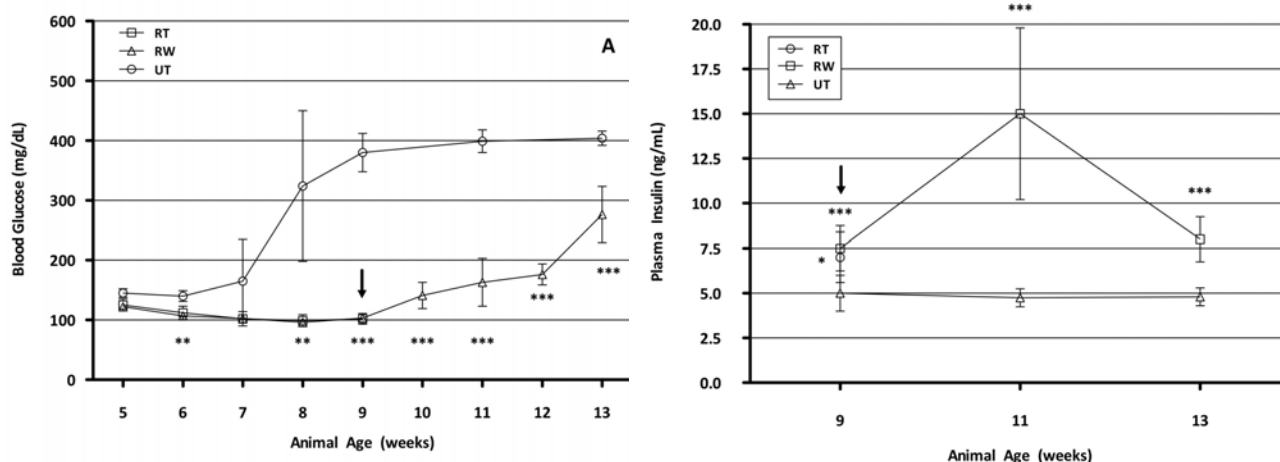 600
500
400
300
200
100
0
Blood Glucose (mg/dL)
RT
RW
UT
A
**
**
***
***
***
***
***
5 6 7 8 9 10 11 12 13
Animal Age (weeks)
20.0
17.5
15.0
12.5
10.0
7.5
5.0
2.5
0.0
Plasma Insulin (ng/mL)
RT
RW
UT
***
***
*
***
9 11 13
Animal Age (weeks)